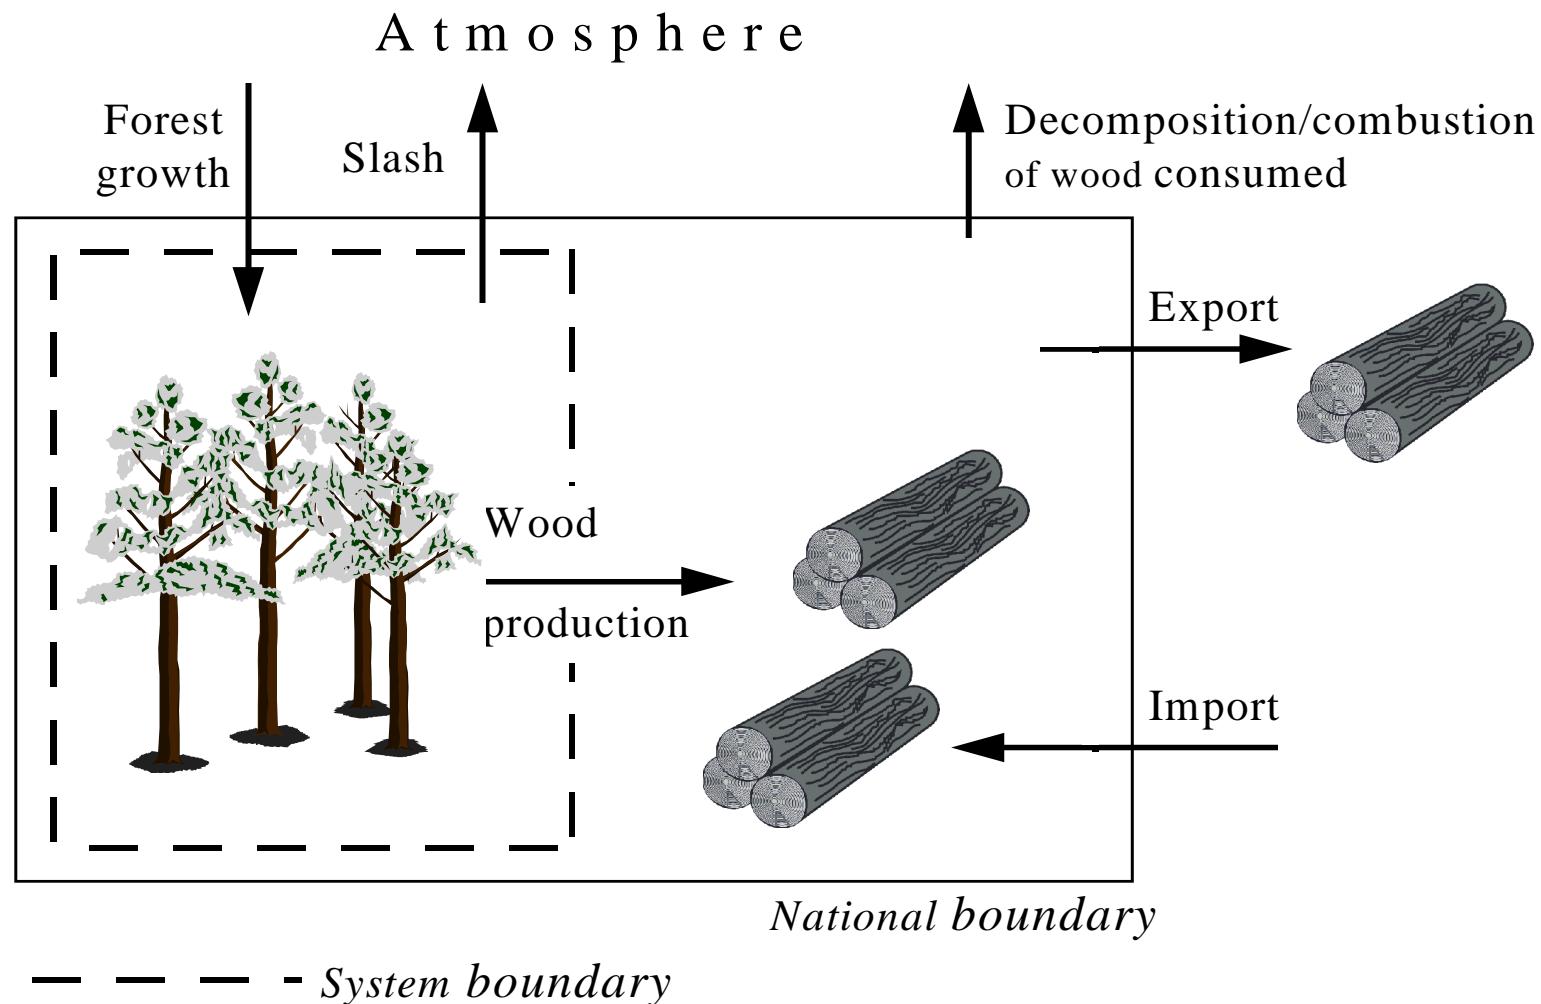 Atmosphere
Forest
growth
Slash
Decomposition/combustion
of wood consumed
Export
Wood
production
Import
National boundary
System boundary